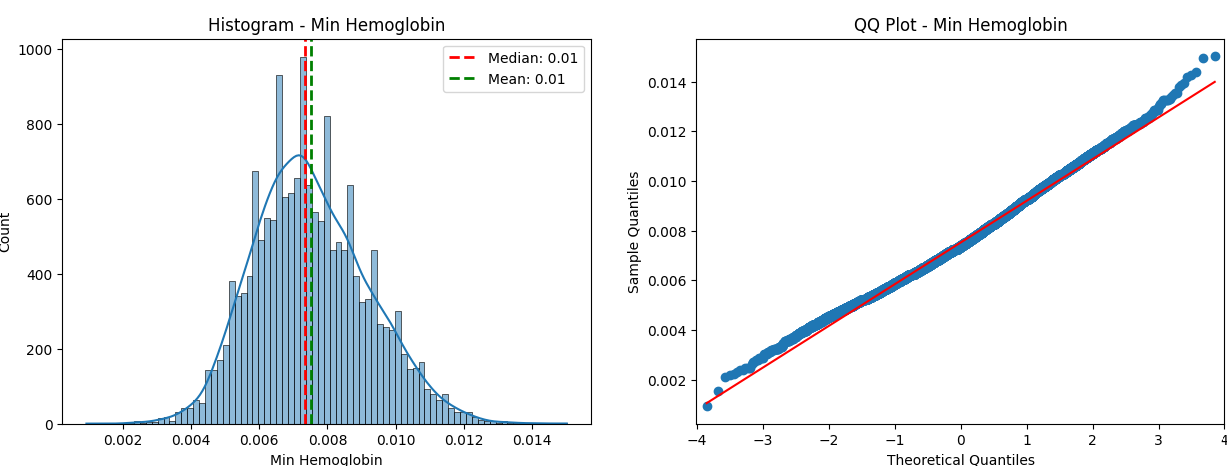 Histogram - Min Hemoglobin
Median: 0.01
Mean: 0.01
1000
800
600
400
200
0
Count
0.002 0.004 0.006 0.008 0.010 0.012 0.014
Min Hemoglobin
QQ Plot - Min Hemoglobin
0.014
0.012
0.010
0.008
0.006
0.004
0.002
Sample Quantiles
−4 −3 −2 −1 0 1 2 3 4
Theoretical Quantiles